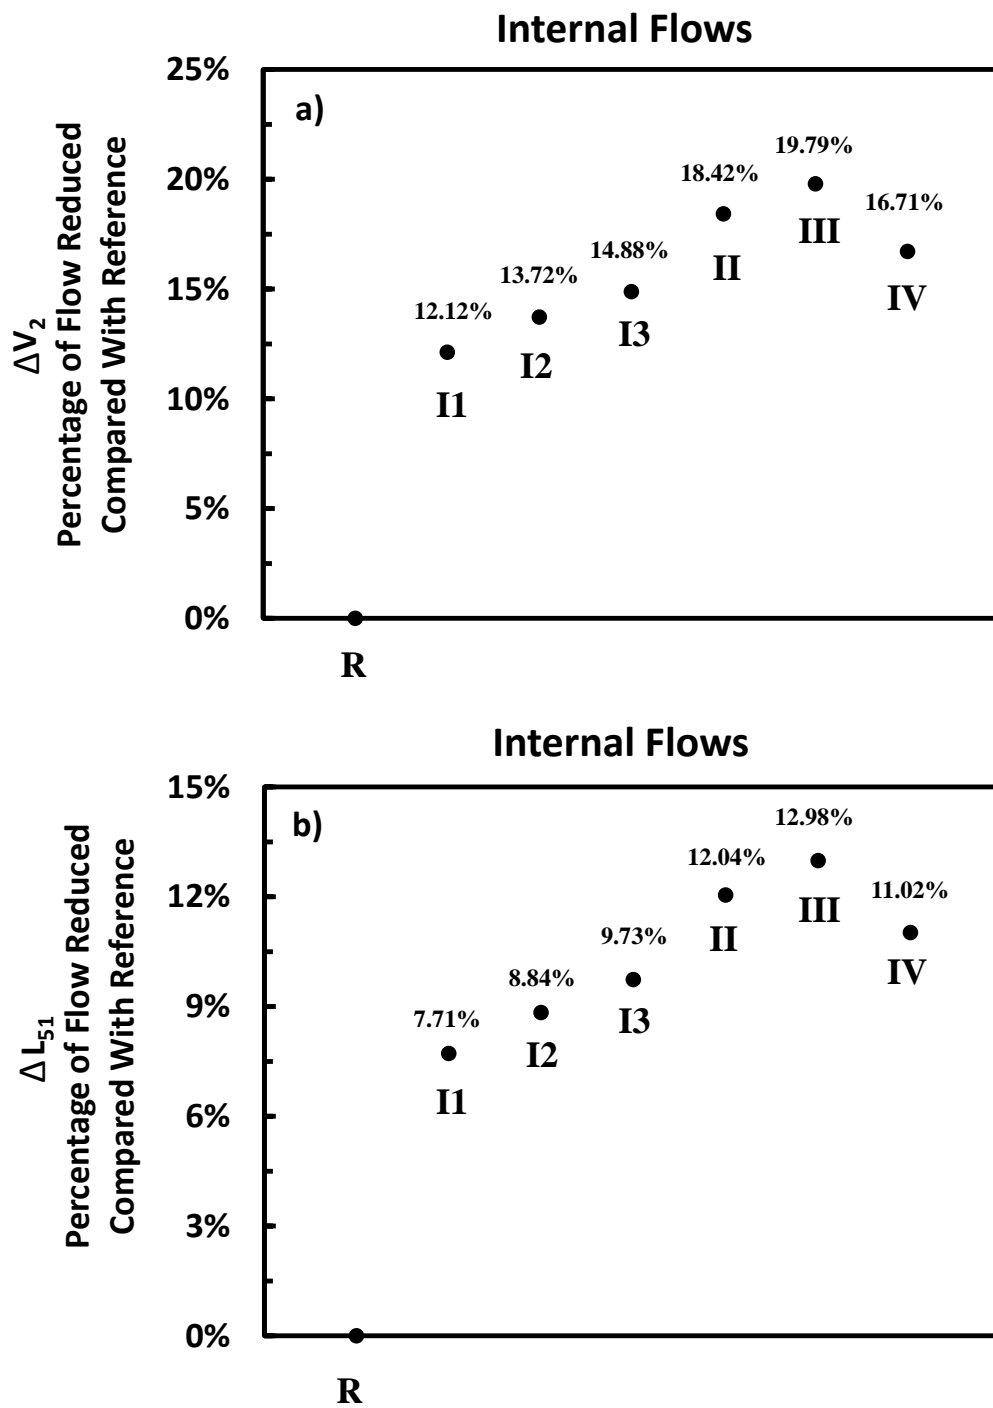 Internal Flows
ΔV2
Percentage of Flow Reduced
Compared With Reference
25%
20%
15%
10%
5%
0%
a)
12.12%
I1
13.72%
I2
14.88%
I3
18.42%
II
19.79%
III
16.71%
IV
R
Internal Flows
Δ L51
Percentage of Flow Reduced
Compared With Reference
15%
12%
9%
6%
3%
0%
b)
7.71%
I1
8.84%
I2
9.73%
I3
12.04%
II
12.98%
III
11.02%
IV
R